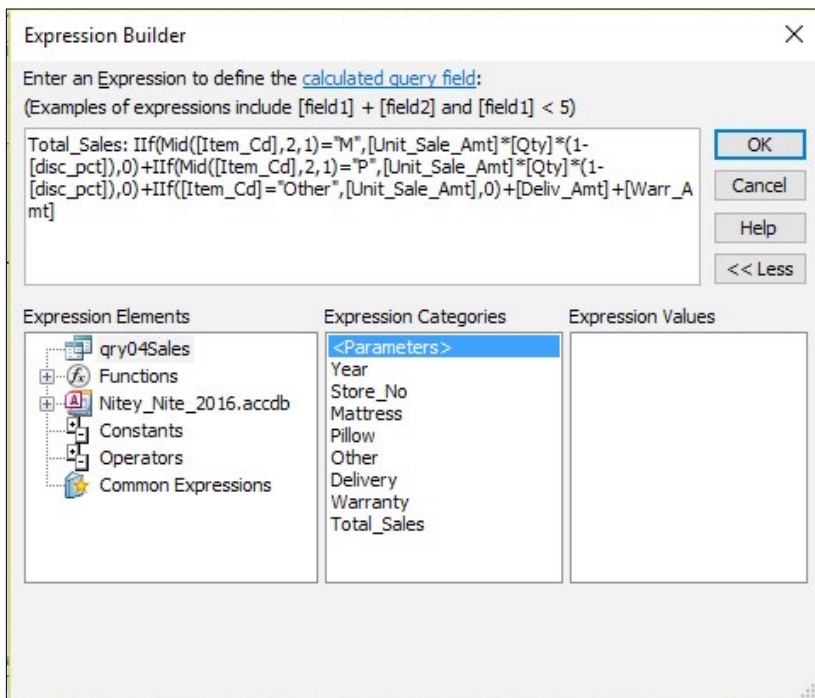 Expression Builder
Enter an Expression to define the calculated query field:
(Examples of expressions include [field1] + [field2] and [field1] < 5)
Total_Sales: IIf(Mid([Item_Cd],2,1)="M",[Unit_Sale_Amt]*[Qty]*(1-
[disc_pct]),0)+IIf(Mid([Item_Cd],2,1)="P",[Unit_Sale_Amt]*[Qty]*(1-
[disc_pct]),0)+IIf([Item_Cd]="Other",[Unit_Sale_Amt],0)+[Deliv_Amt]+[Warr_A
mt]
OK
Cancel
Help
<< Less
Expression Elements
qry04Sales
Functions
Nitey_Nite_2016.accdb
Constants
Operators
Common Expressions
Expression Categories
<Parameters>
Year
Store_No
Mattress
Pillow
Other
Delivery
Warranty
Total_Sales
Expression Values